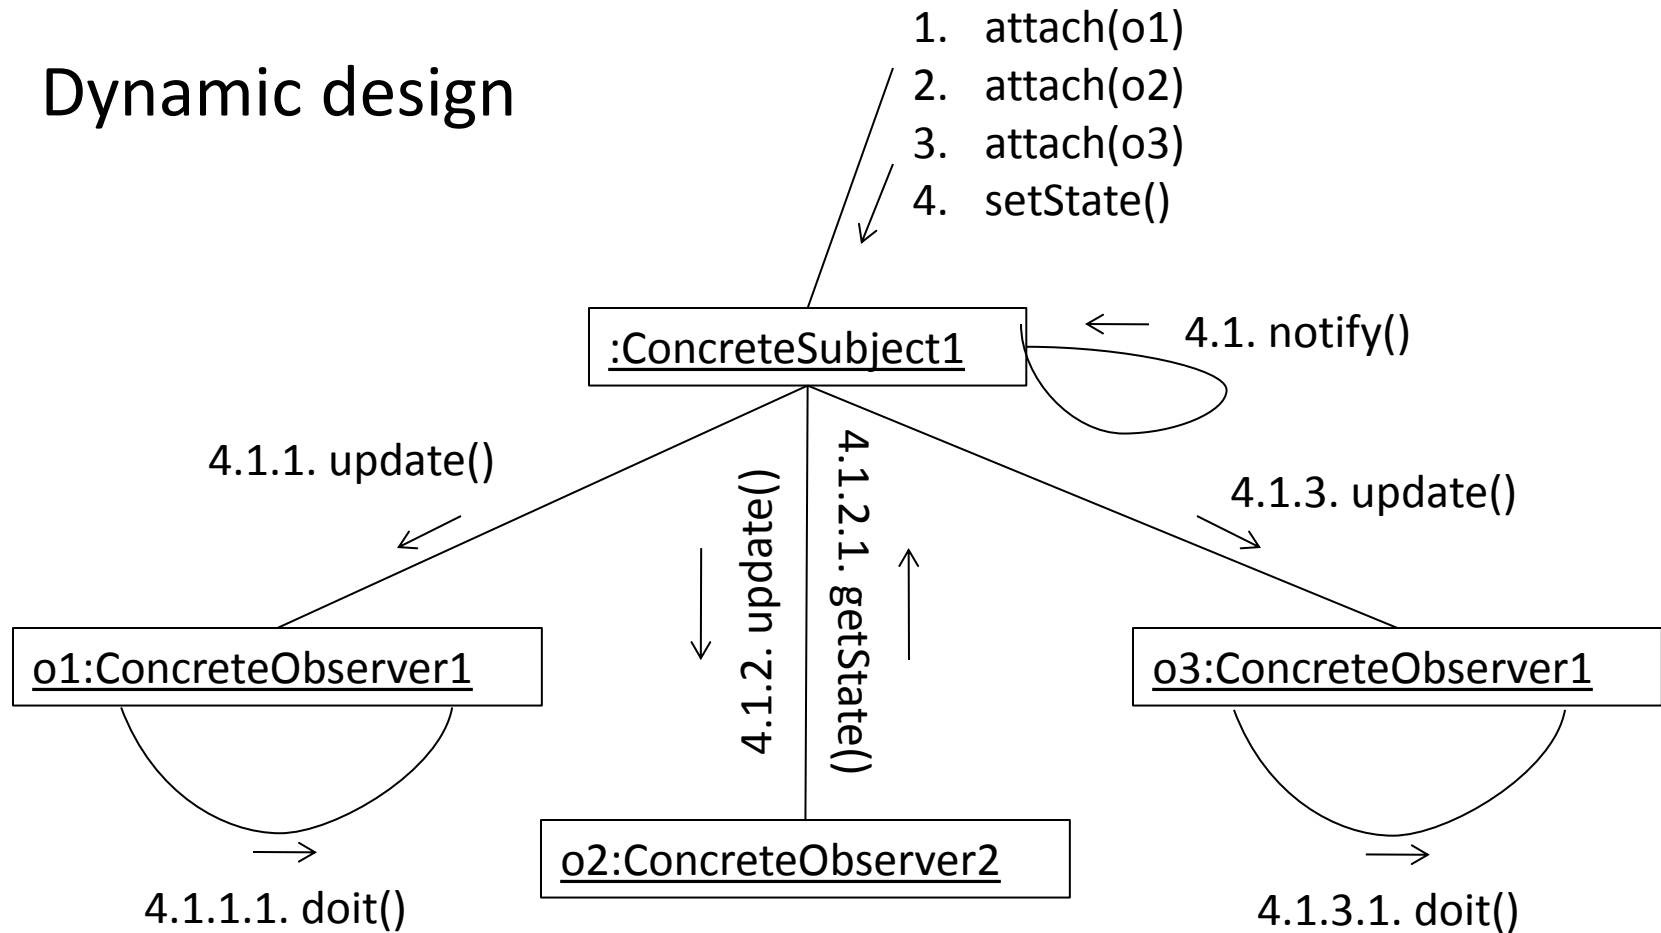 Dynamic design
1. attach(o1)
2. attach(o2)
3. attach(o3)
4. setState()
:ConcreteSubject1
4.1. notify()
4.1.1. update()
4.1.2. update()
4.1.2.1. getState()
4.1.3. update()
o1:ConcreteObserver1
o3:ConcreteObserver1
o2:ConcreteObserver2
4.1.1.1. doit()
4.1.3.1. doit()